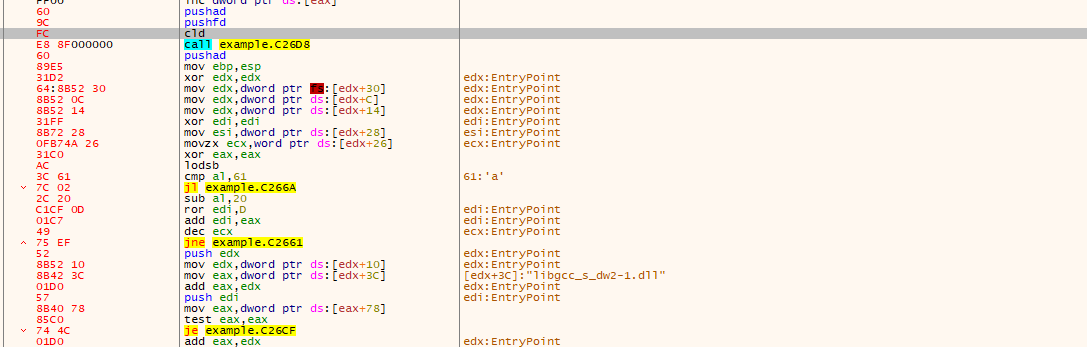 FF00 inc dword ptr ds:[eax]
60 pushad
9C pushfd
FC cld
E8 8F000000 call example.C26D8
60 pushad
89E5 mov ebp,esp
31D2 xor edx,edx edx:EntryPoint
64:8B52 30 mov edx,dword ptr fs:[edx+30] edx:EntryPoint
8B52 0C mov edx,dword ptr ds:[edx+C] edx:EntryPoint
8B52 14 mov edx,dword ptr ds:[edx+14] edx:EntryPoint
31FF xor edi,edi edi:EntryPoint
8B72 28 mov esi,dword ptr ds:[edx+28] esi:EntryPoint
0FB74A 26 movzx ecx,word ptr ds:[edx+26] ecx:EntryPoint
31C0 xor eax,eax
AC lodsb
3C 61 cmp al,61 61:'a'
7C 02 jl example.C266A
2C 20 sub al,20
C1CF 0D ror edi,D edi:EntryPoint
01C7 add edi,eax edi:EntryPoint
49 dec ecx ecx:EntryPoint
75 EF jne example.C2661
52 push edx edx:EntryPoint
8B52 10 mov edx,dword ptr ds:[edx+10] edx:EntryPoint
8B42 3C mov eax,dword ptr ds:[edx+3C] [edx+3C]:"libgcc_s_dw2-1.dll"
01D0 add eax,edx edx:EntryPoint
57 push edi edi:EntryPoint
8B40 78 mov eax,dword ptr ds:[eax+78]
85C0 test eax,eax
74 4C je example.C26CF
01D0 add eax,edx edx:EntryPoint